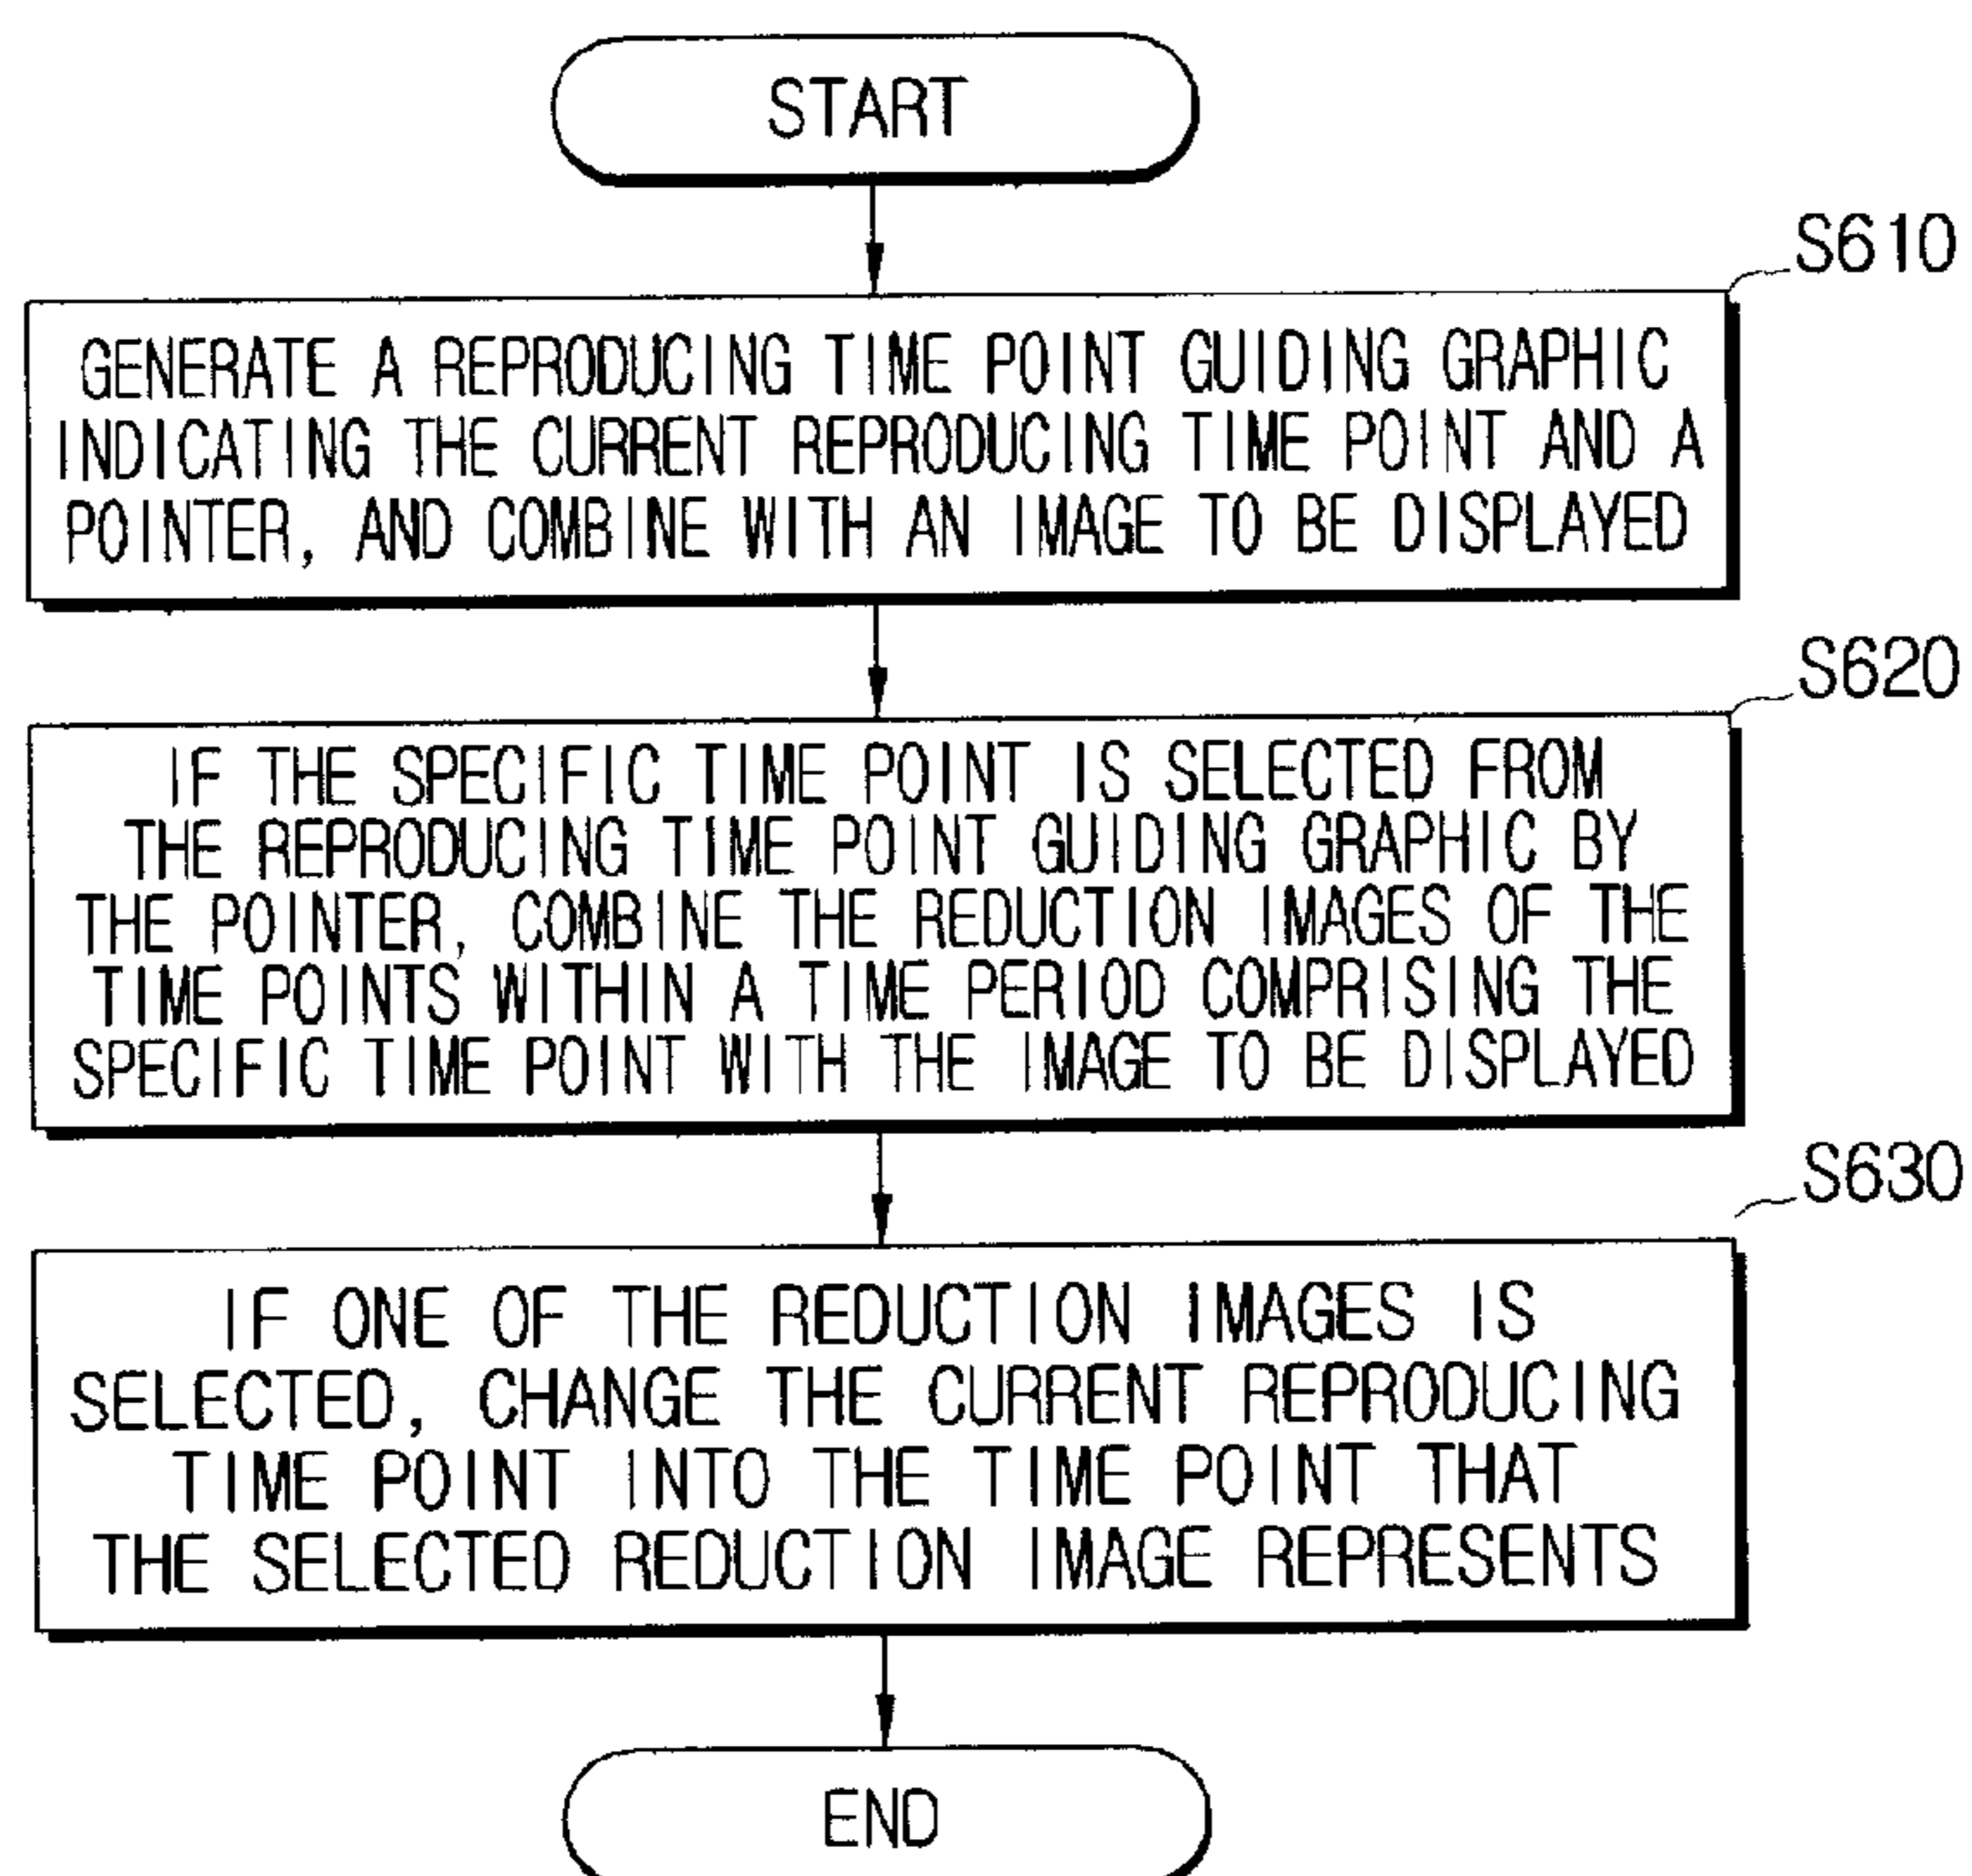 START
S610
GENERATE A REPRODUCING TIME POINT GUIDING GRAPHIC
INDICATING THE CURRENT REPRODUCING TIME POINT AND A
POINTER, AND COMBINE WITH AN IMAGE TO BE DISPLAYED
S620
IF THE SPECIFIC TIME POINT IS SELECTED FROM
THE REPRODUCING TIME POINT GUIDING GRAPHIC BY
THE POINTER, COMBINE THE REDUCTION IMAGES OF THE
TIME POINTS WITHIN A TIME PERIOD COMPRISING THE
SPECIFIC TIME POINT WITH THE IMAGE TO BE DISPLAYED
S630
IF ONE OF THE REDUCTION IMAGES IS
SELECTED, CHANGE THE CURRENT REPRODUCING
TIME POINT INTO THE TIME POINT THAT
THE SELECTED REDUCTION IMAGE REPRESENTS
END